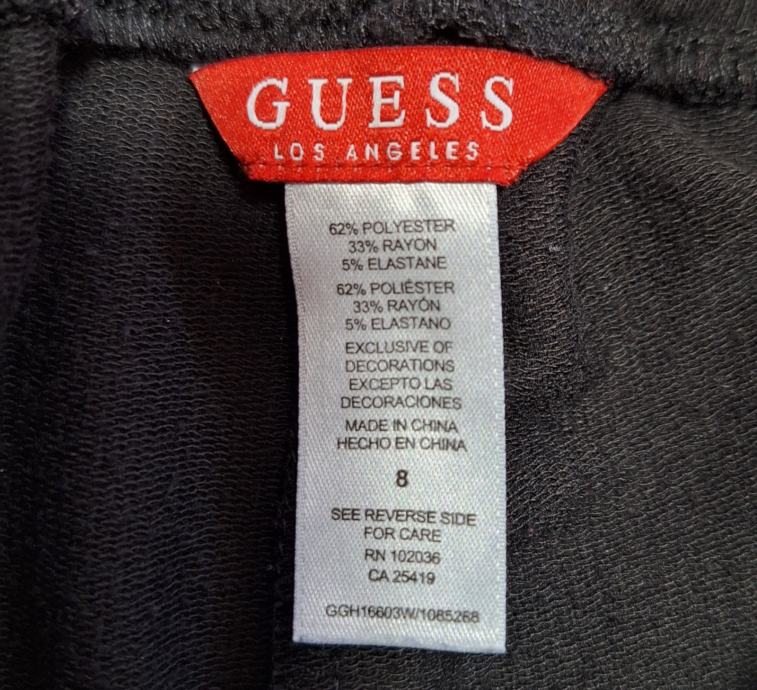 GUESS
LOS ANGELES
62% POLYESTER
33% RAYON
5% ELASTANE
62% POLIÉSTER
33% RAYÓN
5% ELASTANO
EXCLUSIVE OF
DECORATIONS
EXCEPTO LAS
DECORACIONES
MADE IN CHINA
HECHO EN CHINA
8
SEE REVERSE SIDE
FOR CARE
RN 102036
CA 25419
GGH16603W/1085268